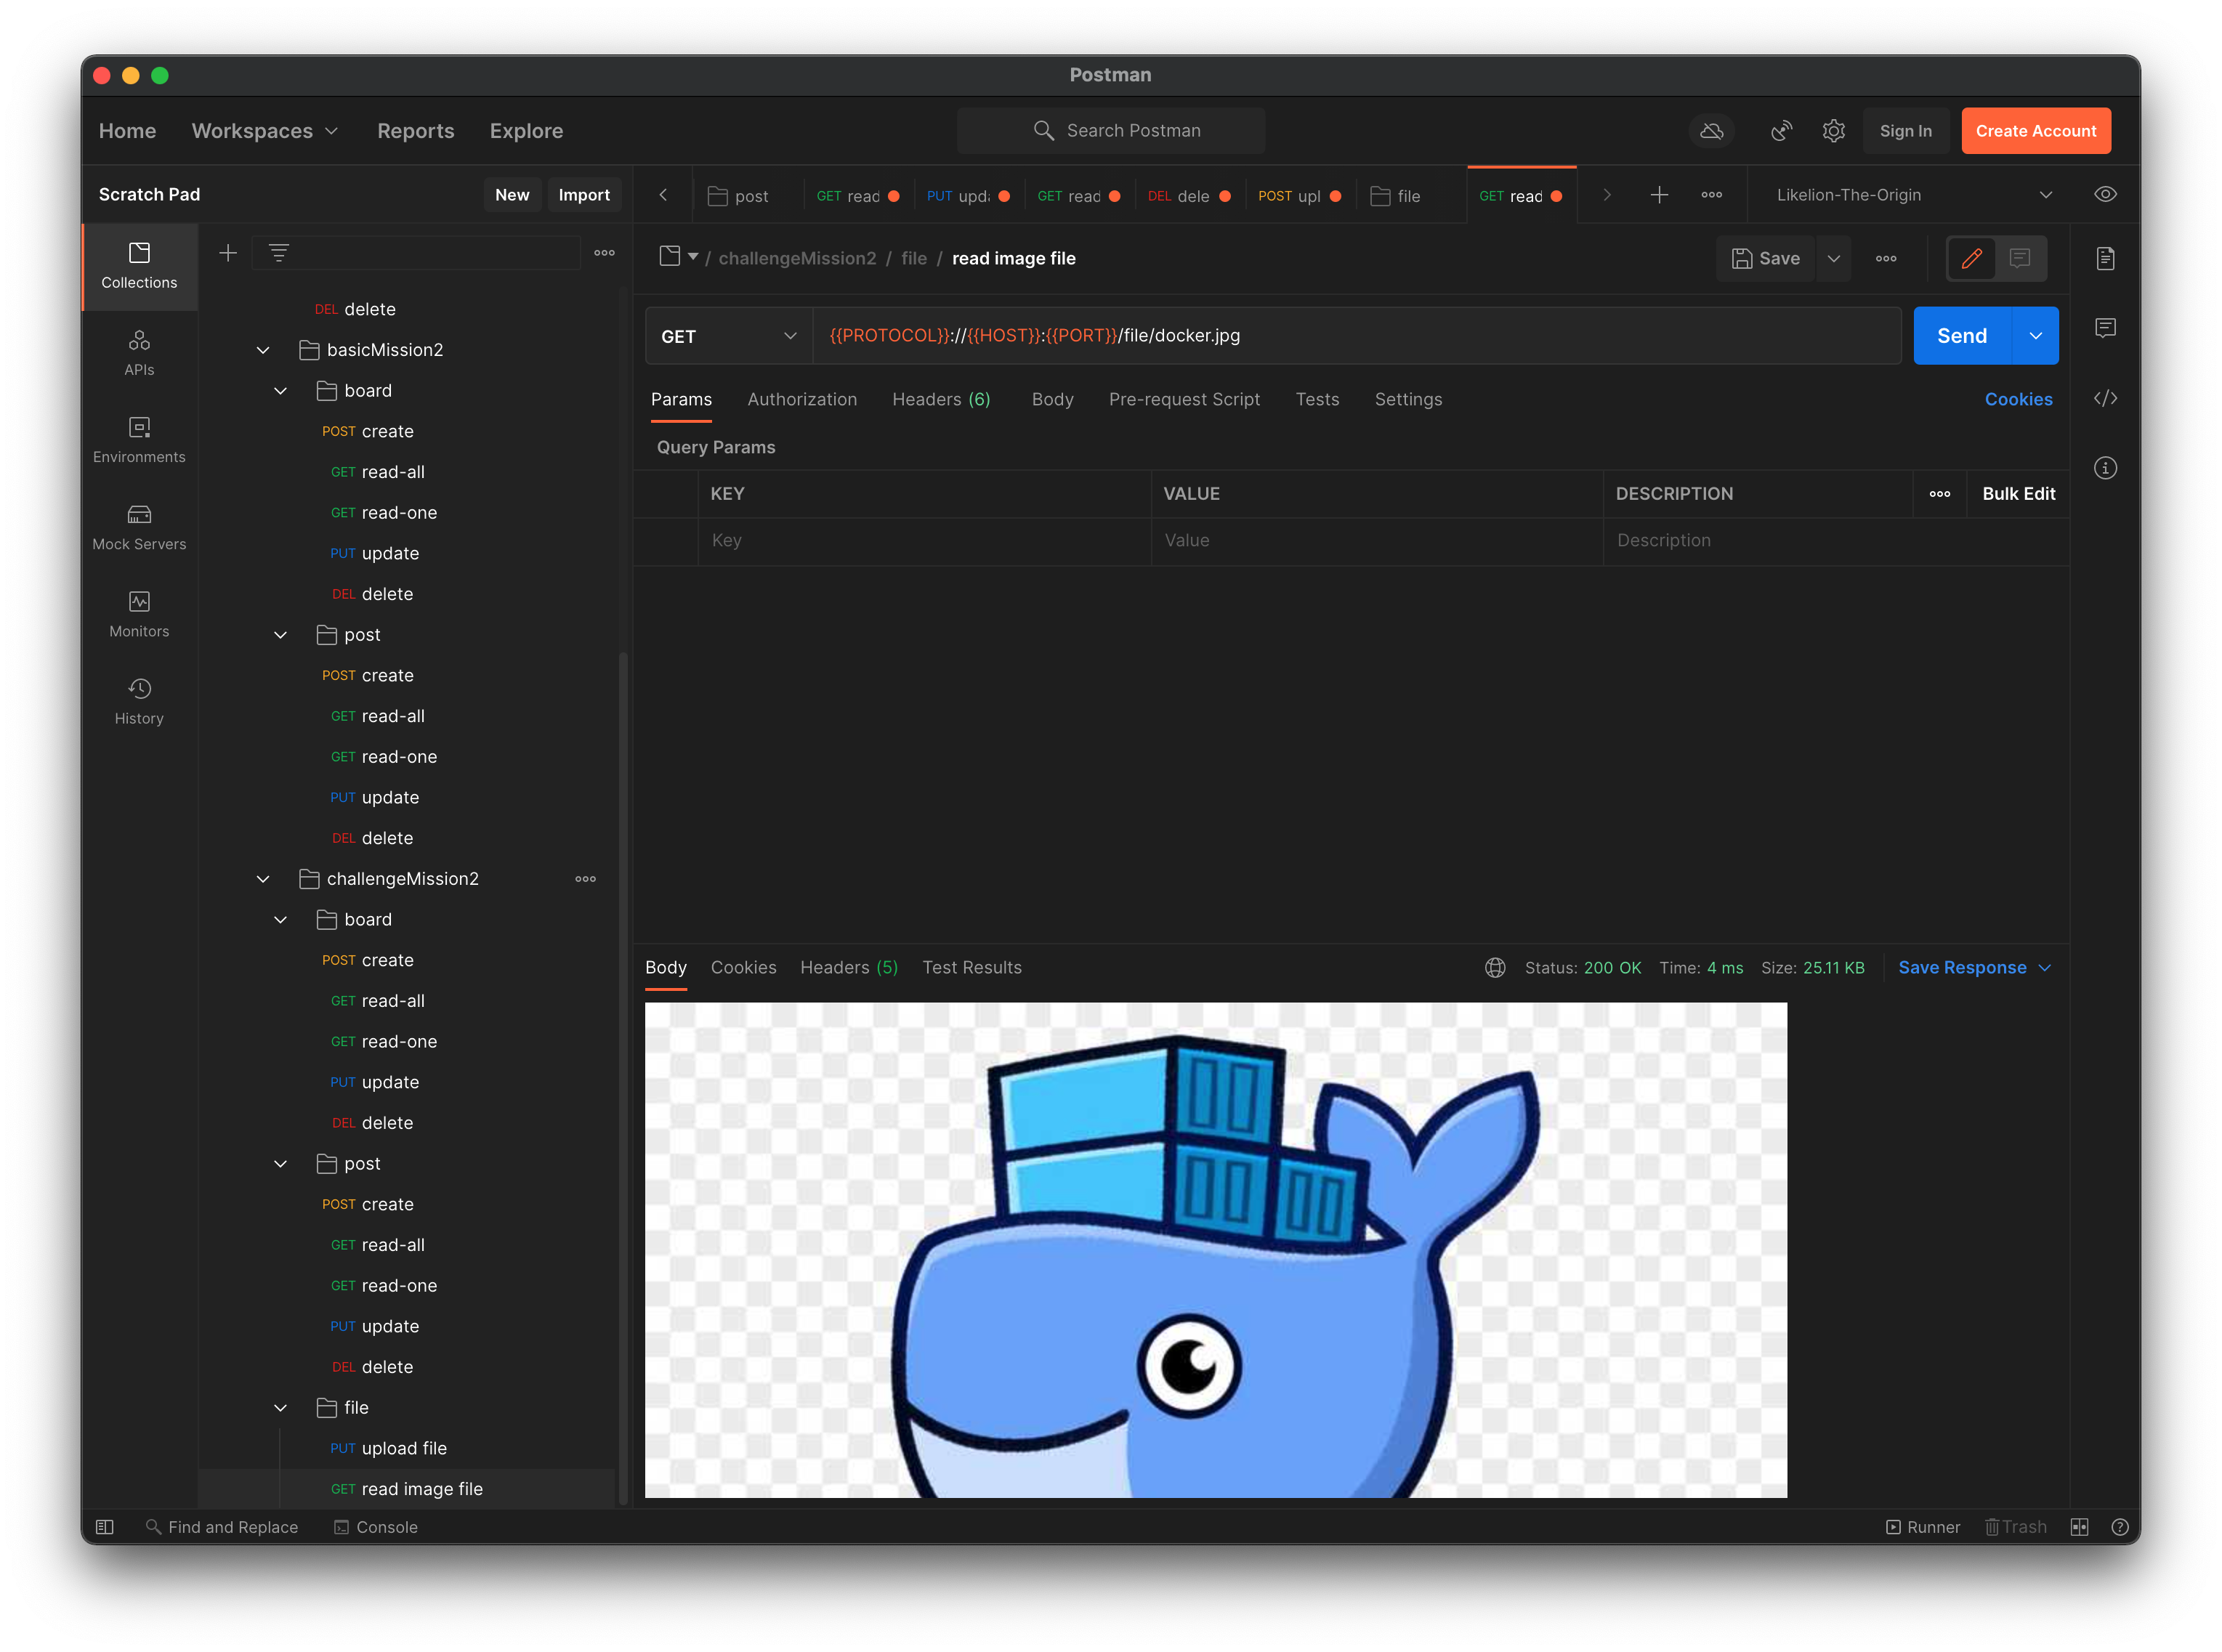 Postman
Home Workspaces Reports Explore
Search Postman
Sign In Create Account
Scratch Pad New Import
post GET read PUT upd DEL dele POST upl file GET read Likelion-The-Origin
GET read
Collections
APIs
Environments
Mock Servers
Monitors
History
DEL delete
basicMission2
board
POST create
GET read-all
GET read-one
PUT update
DEL delete
post
POST create
GET read-all
GET read-one
PUT update
DEL delete
challengeMission2
board
POST create
GET read-all
GET read-one
PUT update
DEL delete
post
POST create
GET read-all
GET read-one
PUT update
DEL delete
file
PUT upload file
GET read image file
/ challengeMission2 / file / read image file
Save
GET {{PROTOCOL}}://{{HOST}}:{{PORT}}/file/docker.jpg Send
Params Authorization Headers (6) Body Pre-request Script Tests Settings Cookies
Query Params
KEY VALUE DESCRIPTION Bulk Edit
Key Value Description
Body Cookies Headers (5) Test Results Status: 200 OK Time: 4 ms Size: 25.11 KB Save Response
Find and Replace Console Runner Trash